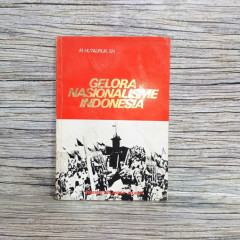 M. HUTAURUK, SH
GELORA
NASIONALISME
INDONESIA